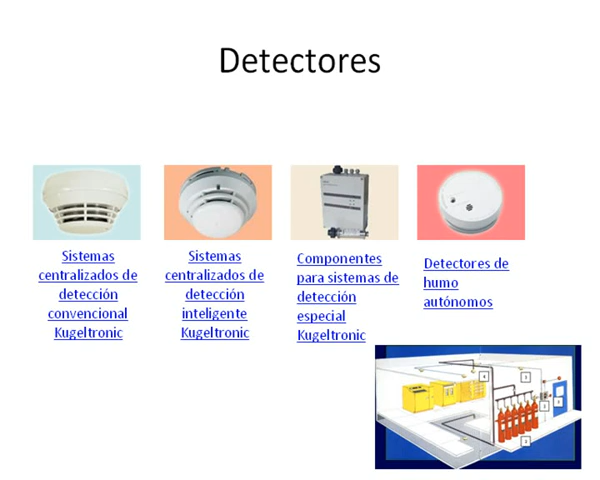 Detectores
Sistemas
centralizados de
detección
convencional
Kugeltronic
Sistemas
centralizados de
detección
inteligente
Kugeltronic
Componentes
para sistemas de
detección
especial
Kugeltronic
Detectores de
humo
autónomos